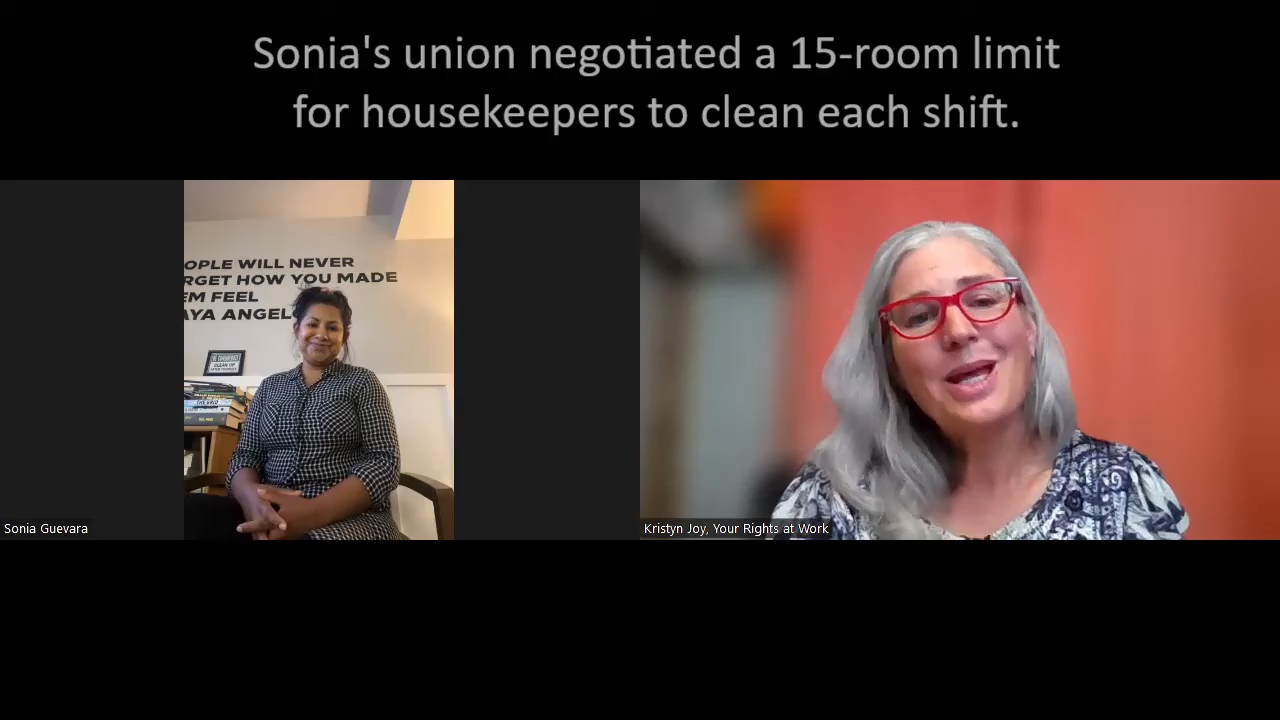 Sonia's union negotiated a 15-room limit
for housekeepers to clean each shift.
OPLE WILL NEVER
RGET HOW YOU MADE
EM FEEL
AYA ANGEL
CLEAN UP
Sonia Guevara
Kristyn Joy, Your Rights at Work